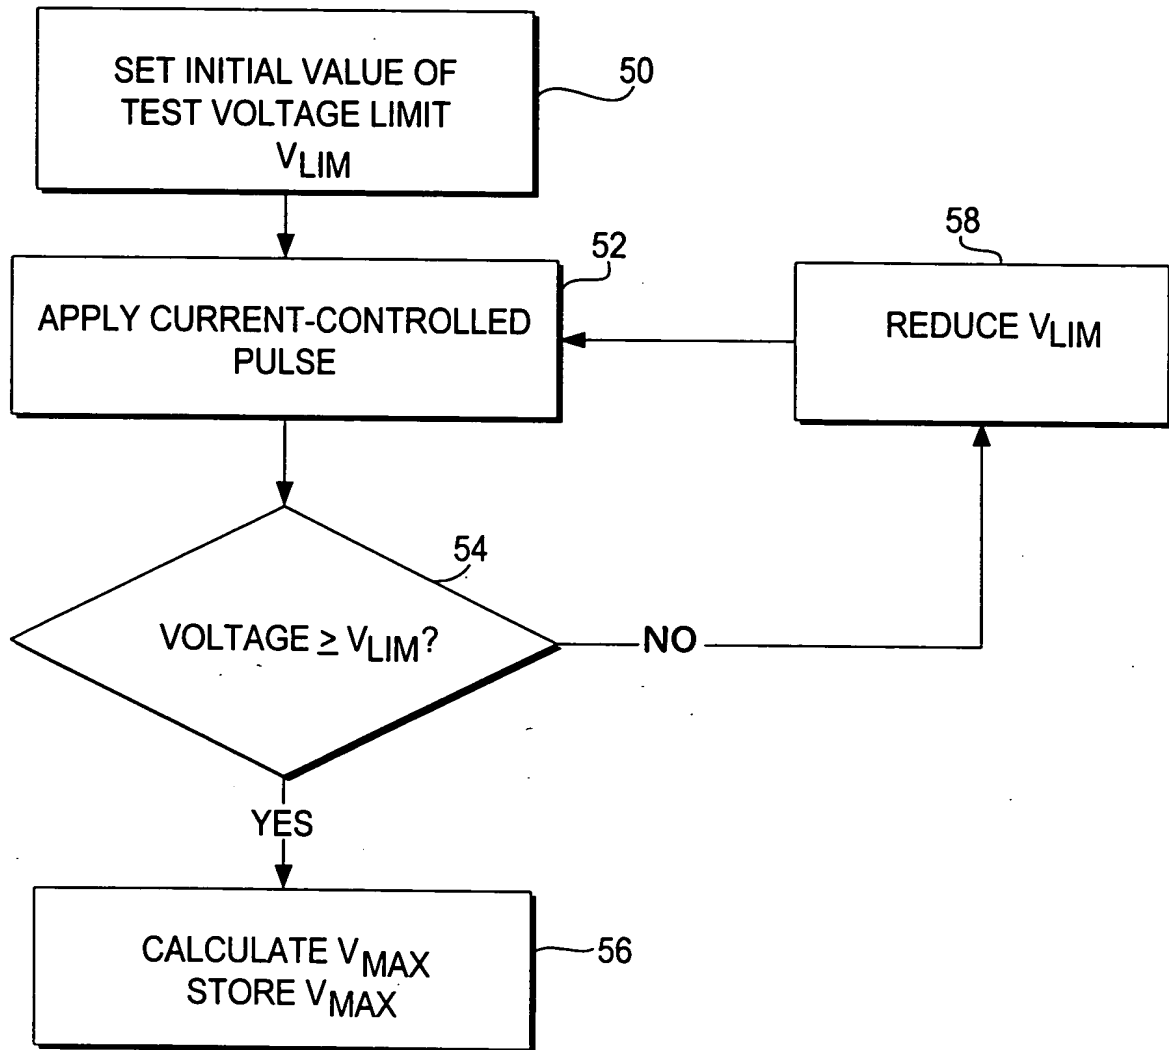 SET INITIAL VALUE OF
TEST VOLTAGE LIMIT
VLIM
50
APPLY CURRENT-CONTROLLED
PULSE
52
58
REDUCE VLIM
54
VOLTAGE ≥ VLIM?
NO
YES
CALCULATE VMAX
STORE VMAX
56